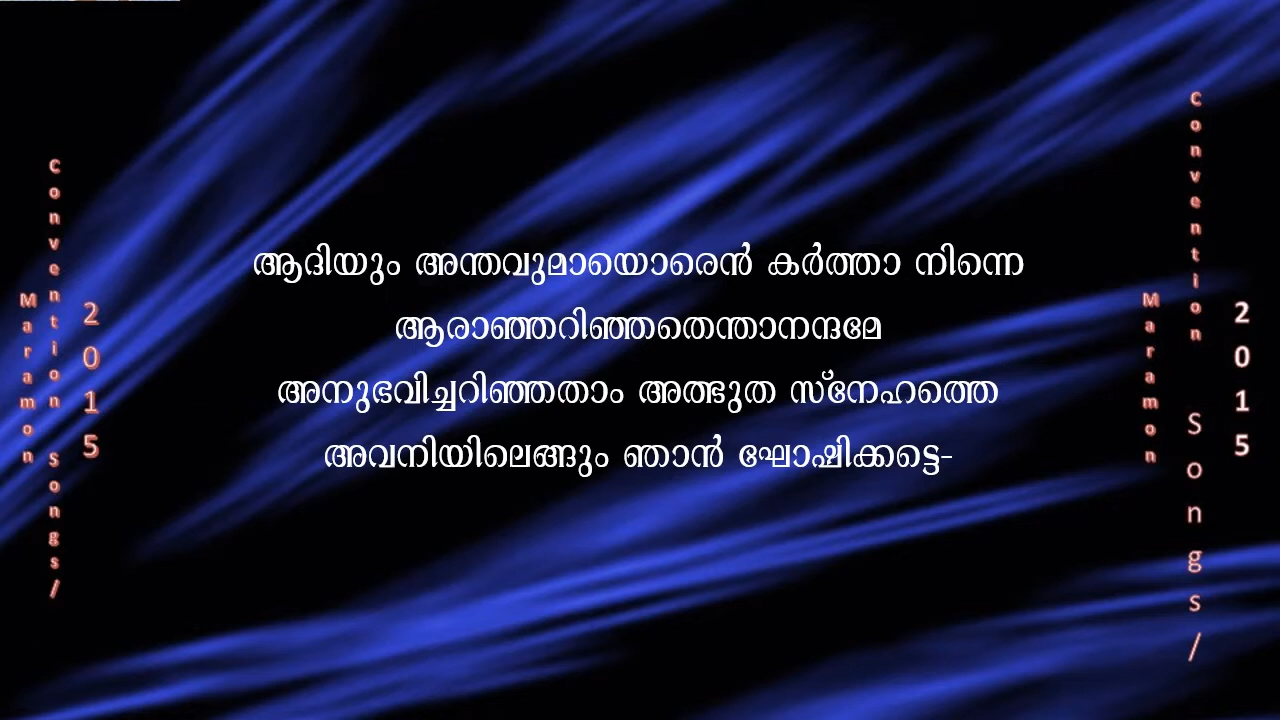 Maramon
Convention Songs/
2015
ആദിയും അന്തവുമായൊരെൻ കർത്താ നിന്നെ
ആരാഞ്ഞറിഞ്ഞതെന്താനന്ദമേ
അനുഭവിച്ചറിഞ്ഞതാം അത്ഭുത സ്നേഹത്തെ
അവനിയിലെങ്ങും ഞാൻ ഘോഷിക്കട്ടെ-
Maramon
Convention Songs/
2015